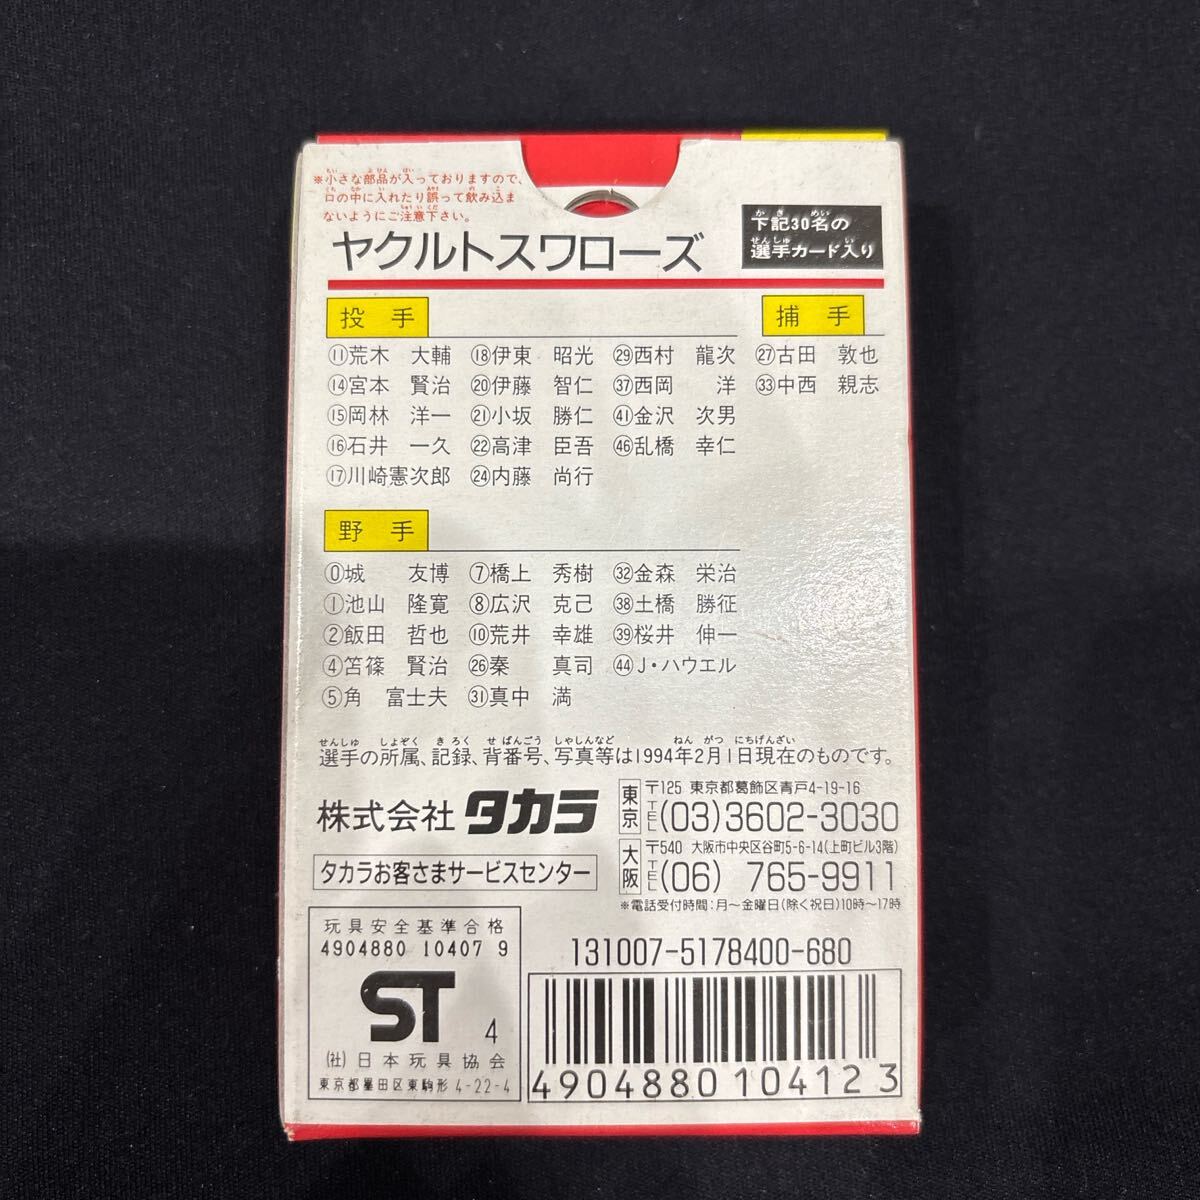 ※小さな部品が入っておりますので、
口の中に入れたり誤って飲み込ま
ないようにご注意下さい。
ヤクルトスワローズ
下記30名の
選手カード入り
投手
⑪荒木 大輔 ⑱伊東 昭光 ㉙西村 龍次
⑭宮本 賢治 ⑳伊藤 智仁 ㊲西岡 洋
⑮岡林 洋一 ㉑小坂 勝仁 ㊶金沢 次男
⑯石井 一久 ㉒高津 臣吾 ㊻乱橋 幸仁
⑰川崎憲次郎 ㉔内藤 尚行
捕手
㉗古田 敦也
㉝中西 親志
野手
⓪城 友博 ⑦橋上 秀樹 ㉜金森 栄治
①池山 隆寛 ⑧広沢 克己 ㊳土橋 勝征
②飯田 哲也 ⑩荒井 幸雄 ㊴桜井 伸一
④笘篠 賢治 ㉖秦 真司 ㊹J・ハウエル
⑤角 富士夫 ㉛真中 満
選手の所属、記録、背番号、写真等は1994年2月1日現在のものです。
株式会社 タカラ
タカラお客さまサービスセンター
東京 〒125 東京都葛飾区青戸4-19-16
TEL (03)3602-3030
大阪 〒540 大阪市中央区谷町5-6-14(上町ビル3階)
TEL (06) 765-9911
※電話受付時間:月〜金曜日(除く祝日)10時〜17時
玩具安全基準合格
4904880 10407 9
ST 4
(社)日本玩具協会
東京都墨田区東駒形4-22-4
131007-5178400-680
4904880104123